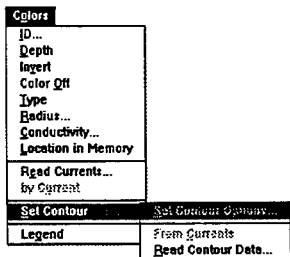 Colors
ID...
Depth
Invert
Color Off
Type
Radius...
Conductivity...
Location in Memory
Read Currents...
by Current
Set Contour
Set Contour Options...
Legend
From Currents
Read Contour Data...